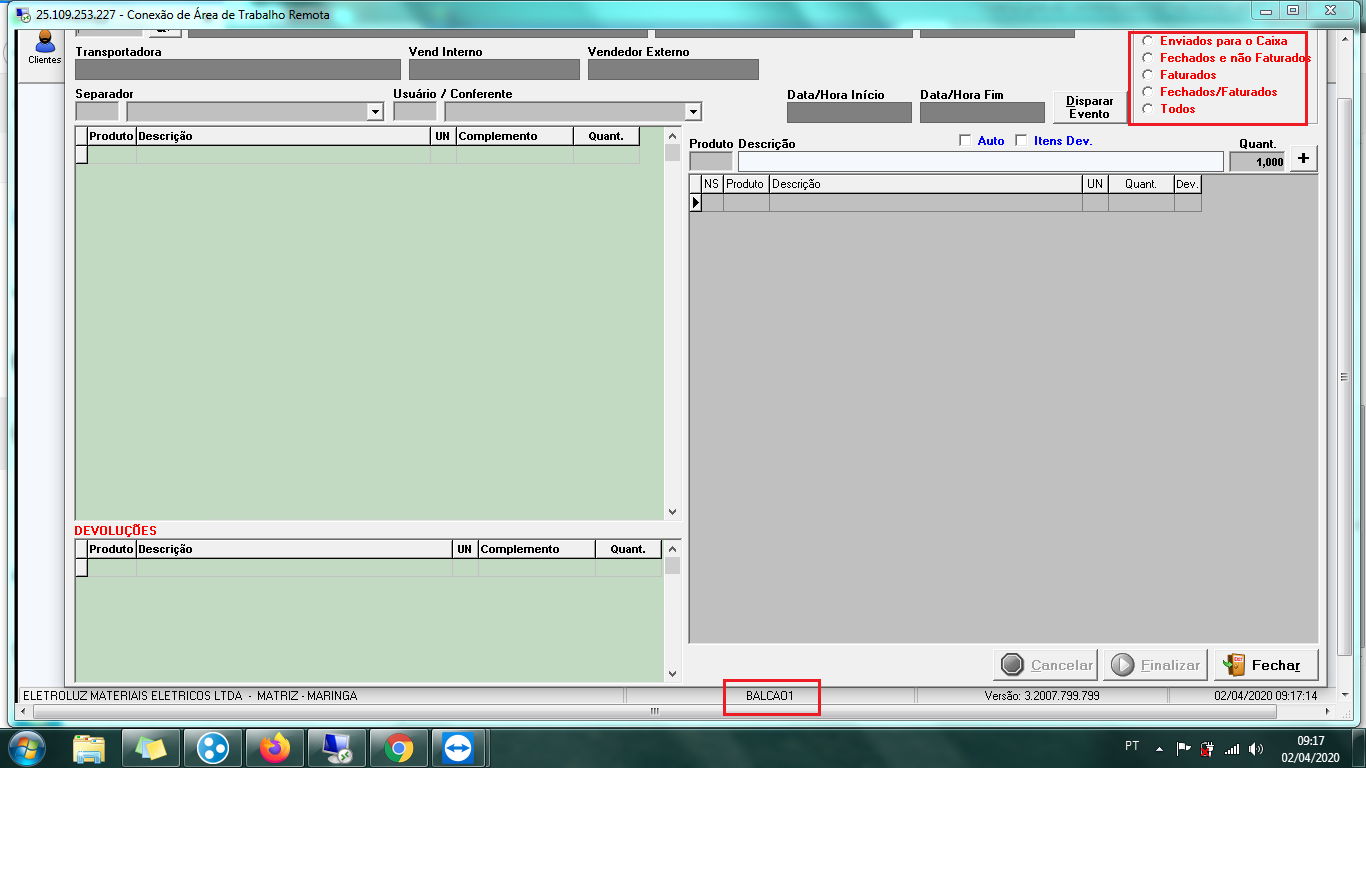 25.109.253.227 - Conexão de Área de Trabalho Remota
Clientes
Transportadora Vend Interno Vendedor Externo
Enviados para o Caixa
Fechados e não Faturados
Faturados
Fechados/Faturados
Todos
Separador Usuário / Conferente Data/Hora Início Data/Hora Fim
Disparar
Evento
Produto Descrição UN Complemento Quant.
Auto Itens Dev.
Produto Descrição Quant.
1,000 +
NS Produto Descrição UN Quant. Dev.
DEVOLUÇÕES
Produto Descrição UN Complemento Quant.
Cancelar Finalizar Fechar
ELETROLUZ MATERIAIS ELETRICOS LTDA - MATRIZ - MARINGA BALCAO1 Versão: 3.2007.799.799 02/04/2020 09:17:14
PT 09:17
02/04/2020